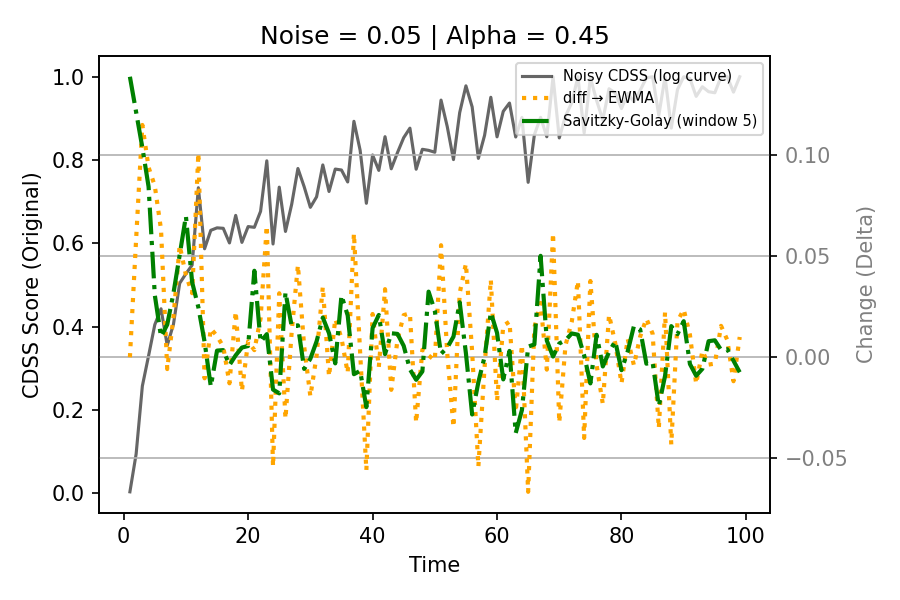 Noise = 0.05 | Alpha = 0.45
Noisy CDSS (log curve)
diff → EWMA
Savitzky-Golay (window 5)
CDSS Score (Original)
1.0
0.8
0.6
0.4
0.2
0.0
0.10
0.05
0.00
−0.05
Change (Delta)
0 20 40 60 80 100
Time